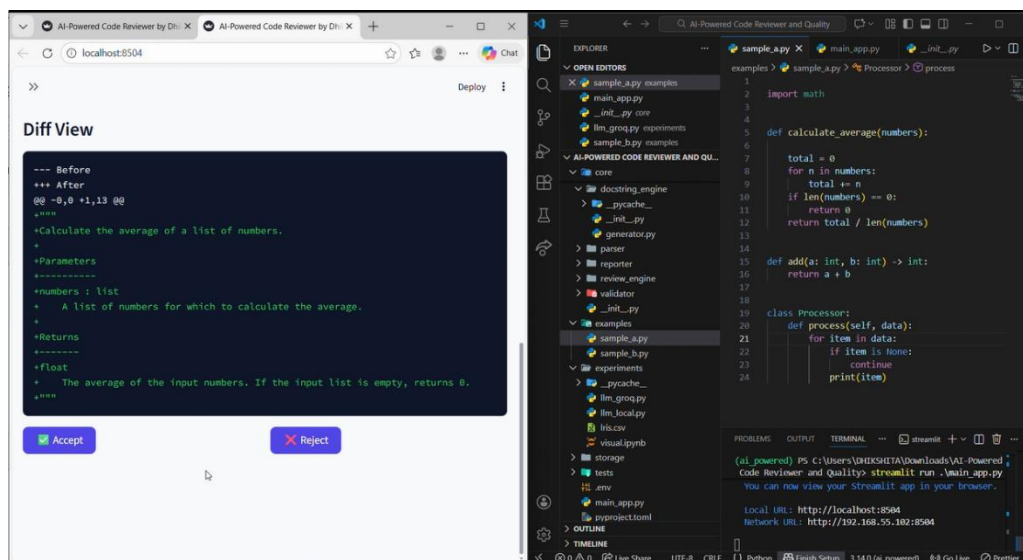 AI-Powered Code Reviewer by Dhi
AI-Powered Code Reviewer by Dhi
localhost:8504
Chat
Deploy
Diff View
--- Before
+++ After
@@ -0,0 +1,13 @@
+"""
+Calculate the average of a list of numbers.
+
+Parameters
+----------
+numbers : list
+    A list of numbers for which to calculate the average.
+
+Returns
+-------
+float
+    The average of the input numbers. If the input list is empty, returns 0.
+"""
Accept
Reject
AI-Powered Code Reviewer and Quality
EXPLORER
OPEN EDITORS
sample_a.py examples
main_app.py
__init__.py core
llm_groq.py experiments
sample_b.py examples
AI-POWERED CODE REVIEWER AND QU...
core
docstring_engine
__pycache__
__init__.py
generator.py
parser
reporter
review_engine
validator
__init__.py
examples
sample_a.py
sample_b.py
experiments
__pycache__
llm_groq.py
llm_local.py
Iris.csv
visual.ipynb
storage
tests
.env
main_app.py
pyproject.toml
OUTLINE
TIMELINE
sample_a.py
main_app.py
__init__.py
examples > sample_a.py > Processor > process
1
2 import math
3
4
5 def calculate_average(numbers):
6
7     total = 0
8     for n in numbers:
9         total += n
10     if len(numbers) == 0:
11         return 0
12     return total / len(numbers)
13
14
15 def add(a: int, b: int) -> int:
16     return a + b
17
18
19 class Processor:
20     def process(self, data):
21         for item in data:
22             if item is None:
23                 continue
24             print(item)
PROBLEMS OUTPUT TERMINAL ... streamlit
(ai_powered) PS C:\Users\DHIKSHITA\Downloads\AI-Powered
Code Reviewer and Quality> streamlit run .\main_app.py
You can now view your Streamlit app in your browser.
Local URL: http://localhost:8504
Network URL: http://192.168.55.102:8504
0 0 Live Share UTF-8 CRLF { } Python Finish Setup 3.14.0 (ai_powered) Go Live Prettier